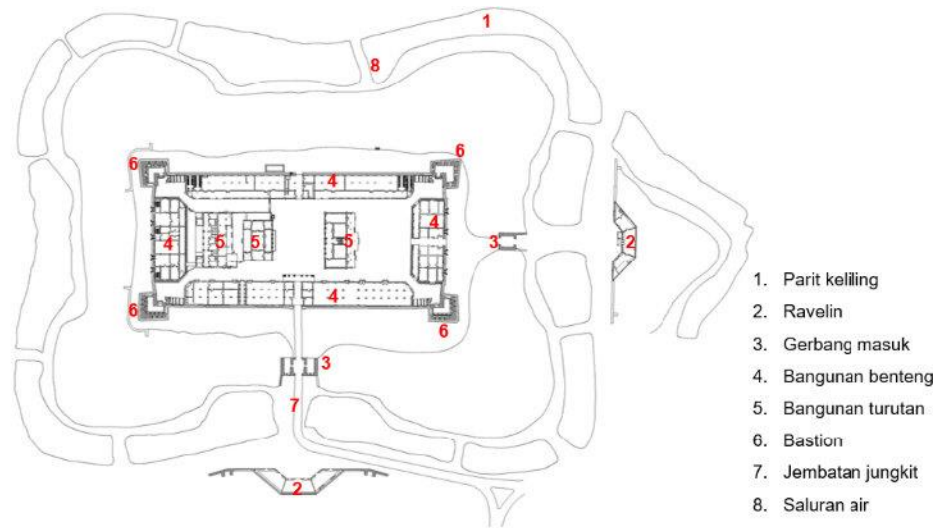 1
8
6
6
4
4
4
5
5
5
3
2
4
6
6
3
7
2
1. Parit keliling
2. Ravelin
3. Gerbang masuk
4. Bangunan benteng
5. Bangunan turutan
6. Bastion
7. Jembatan jungkit
8. Saluran air